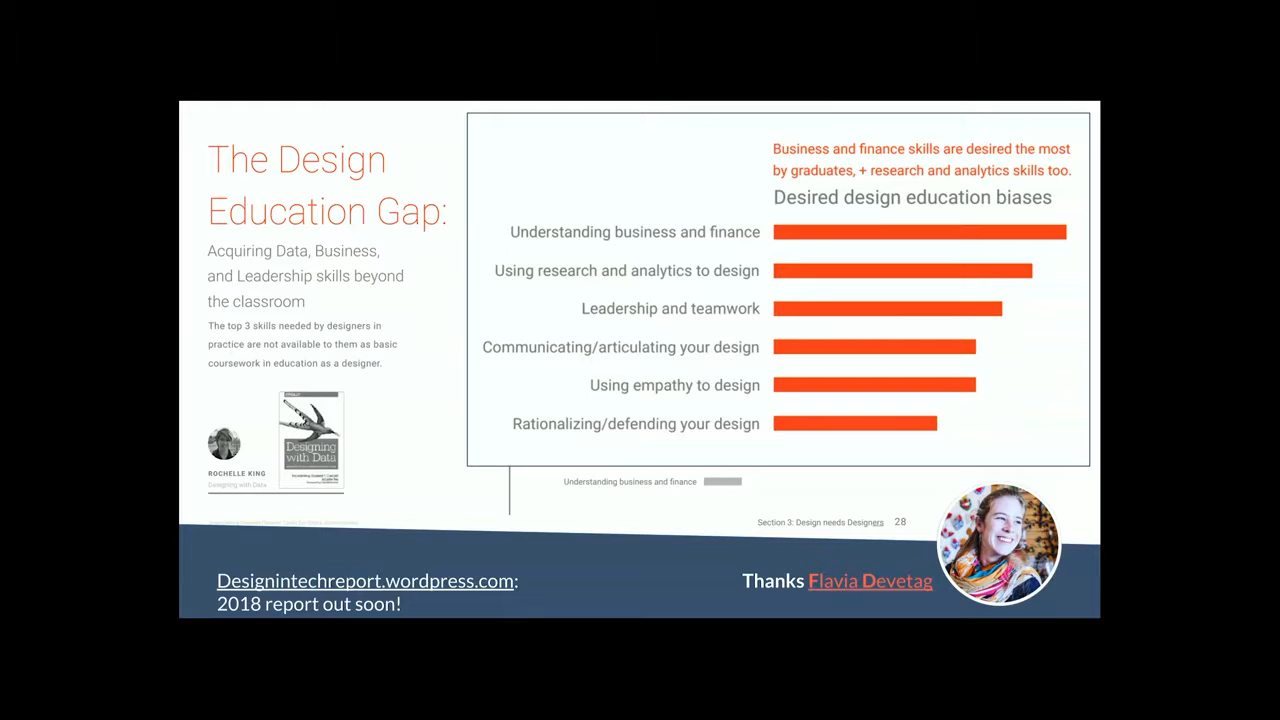 The Design
Education Gap:
Acquiring Data, Business,
and Leadership skills beyond
the classroom
The top 3 skills needed by designers in
practice are not available to them as basic
coursework in education as a designer.
Designing
with Data
ROCHELLE KING
Designing with Data
Business and finance skills are desired the most
by graduates, + research and analytics skills too.
Desired design education biases
Understanding business and finance
Using research and analytics to design
Leadership and teamwork
Communicating/articulating your design
Using empathy to design
Rationalizing/defending your design
Understanding business and finance
Section 3: Design needs Designers 28
Designintechreport.wordpress.com:
2018 report out soon!
Thanks Flavia Devetag